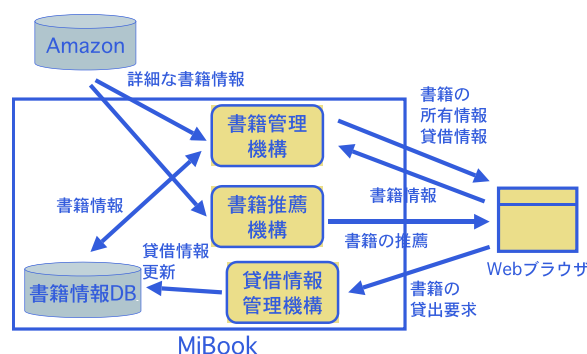 Amazon
詳細な書籍情報
書籍の
所有情報
貸借情報
書籍管理
機構
書籍情報
書籍情報
書籍推薦
機構
書籍の推薦
貸借情報
更新
Webブラウザ
書籍情報DB
貸借情報
管理機構
書籍の
貸出要求
MiBook